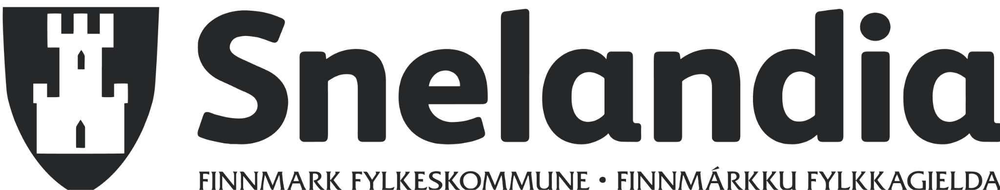 Snelandia
FINNMARK FYLKESKOMMUNE • FINNMÁRKKU FYLKKAGIELDA